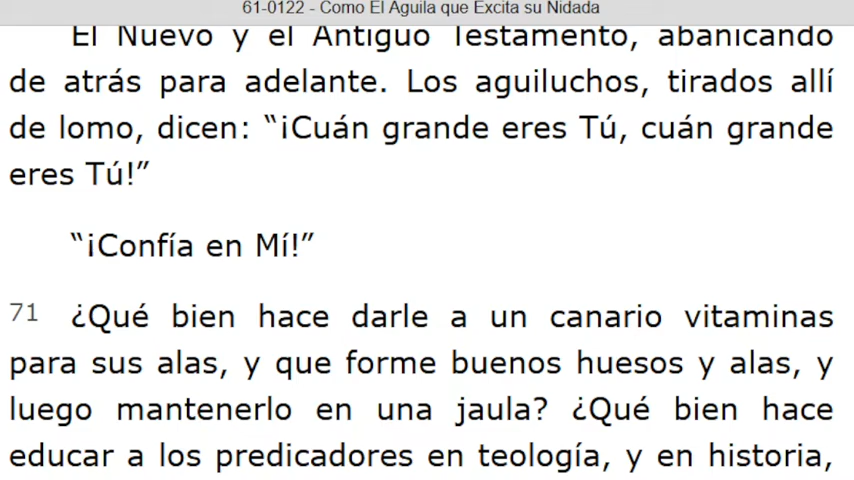 61-0122 - Como El Aguila que Excita su Nidada
El Nuevo y el Antiguo Testamento, abanicando
de atrás para adelante. Los aguiluchos, tirados allí
de lomo, dicen: “¡Cuán grande eres Tú, cuán grande
eres Tú!”
“¡Confía en Mí!”
71 ¿Qué bien hace darle a un canario vitaminas
para sus alas, y que forme buenos huesos y alas, y
luego mantenerlo en una jaula? ¿Qué bien hace
educar a los predicadores en teología, y en historia,